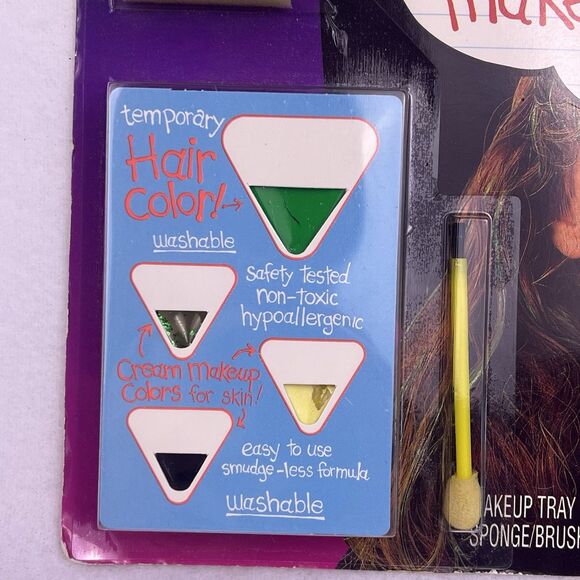 make
temporary
Hair
Color!
washable
safety tested
non-toxic
hypoallergenic
Cream Makeup
Colors for skin!
easy to use
smudge-less formula
washable
AKEUP TRAY
SPONGE/BRUSH